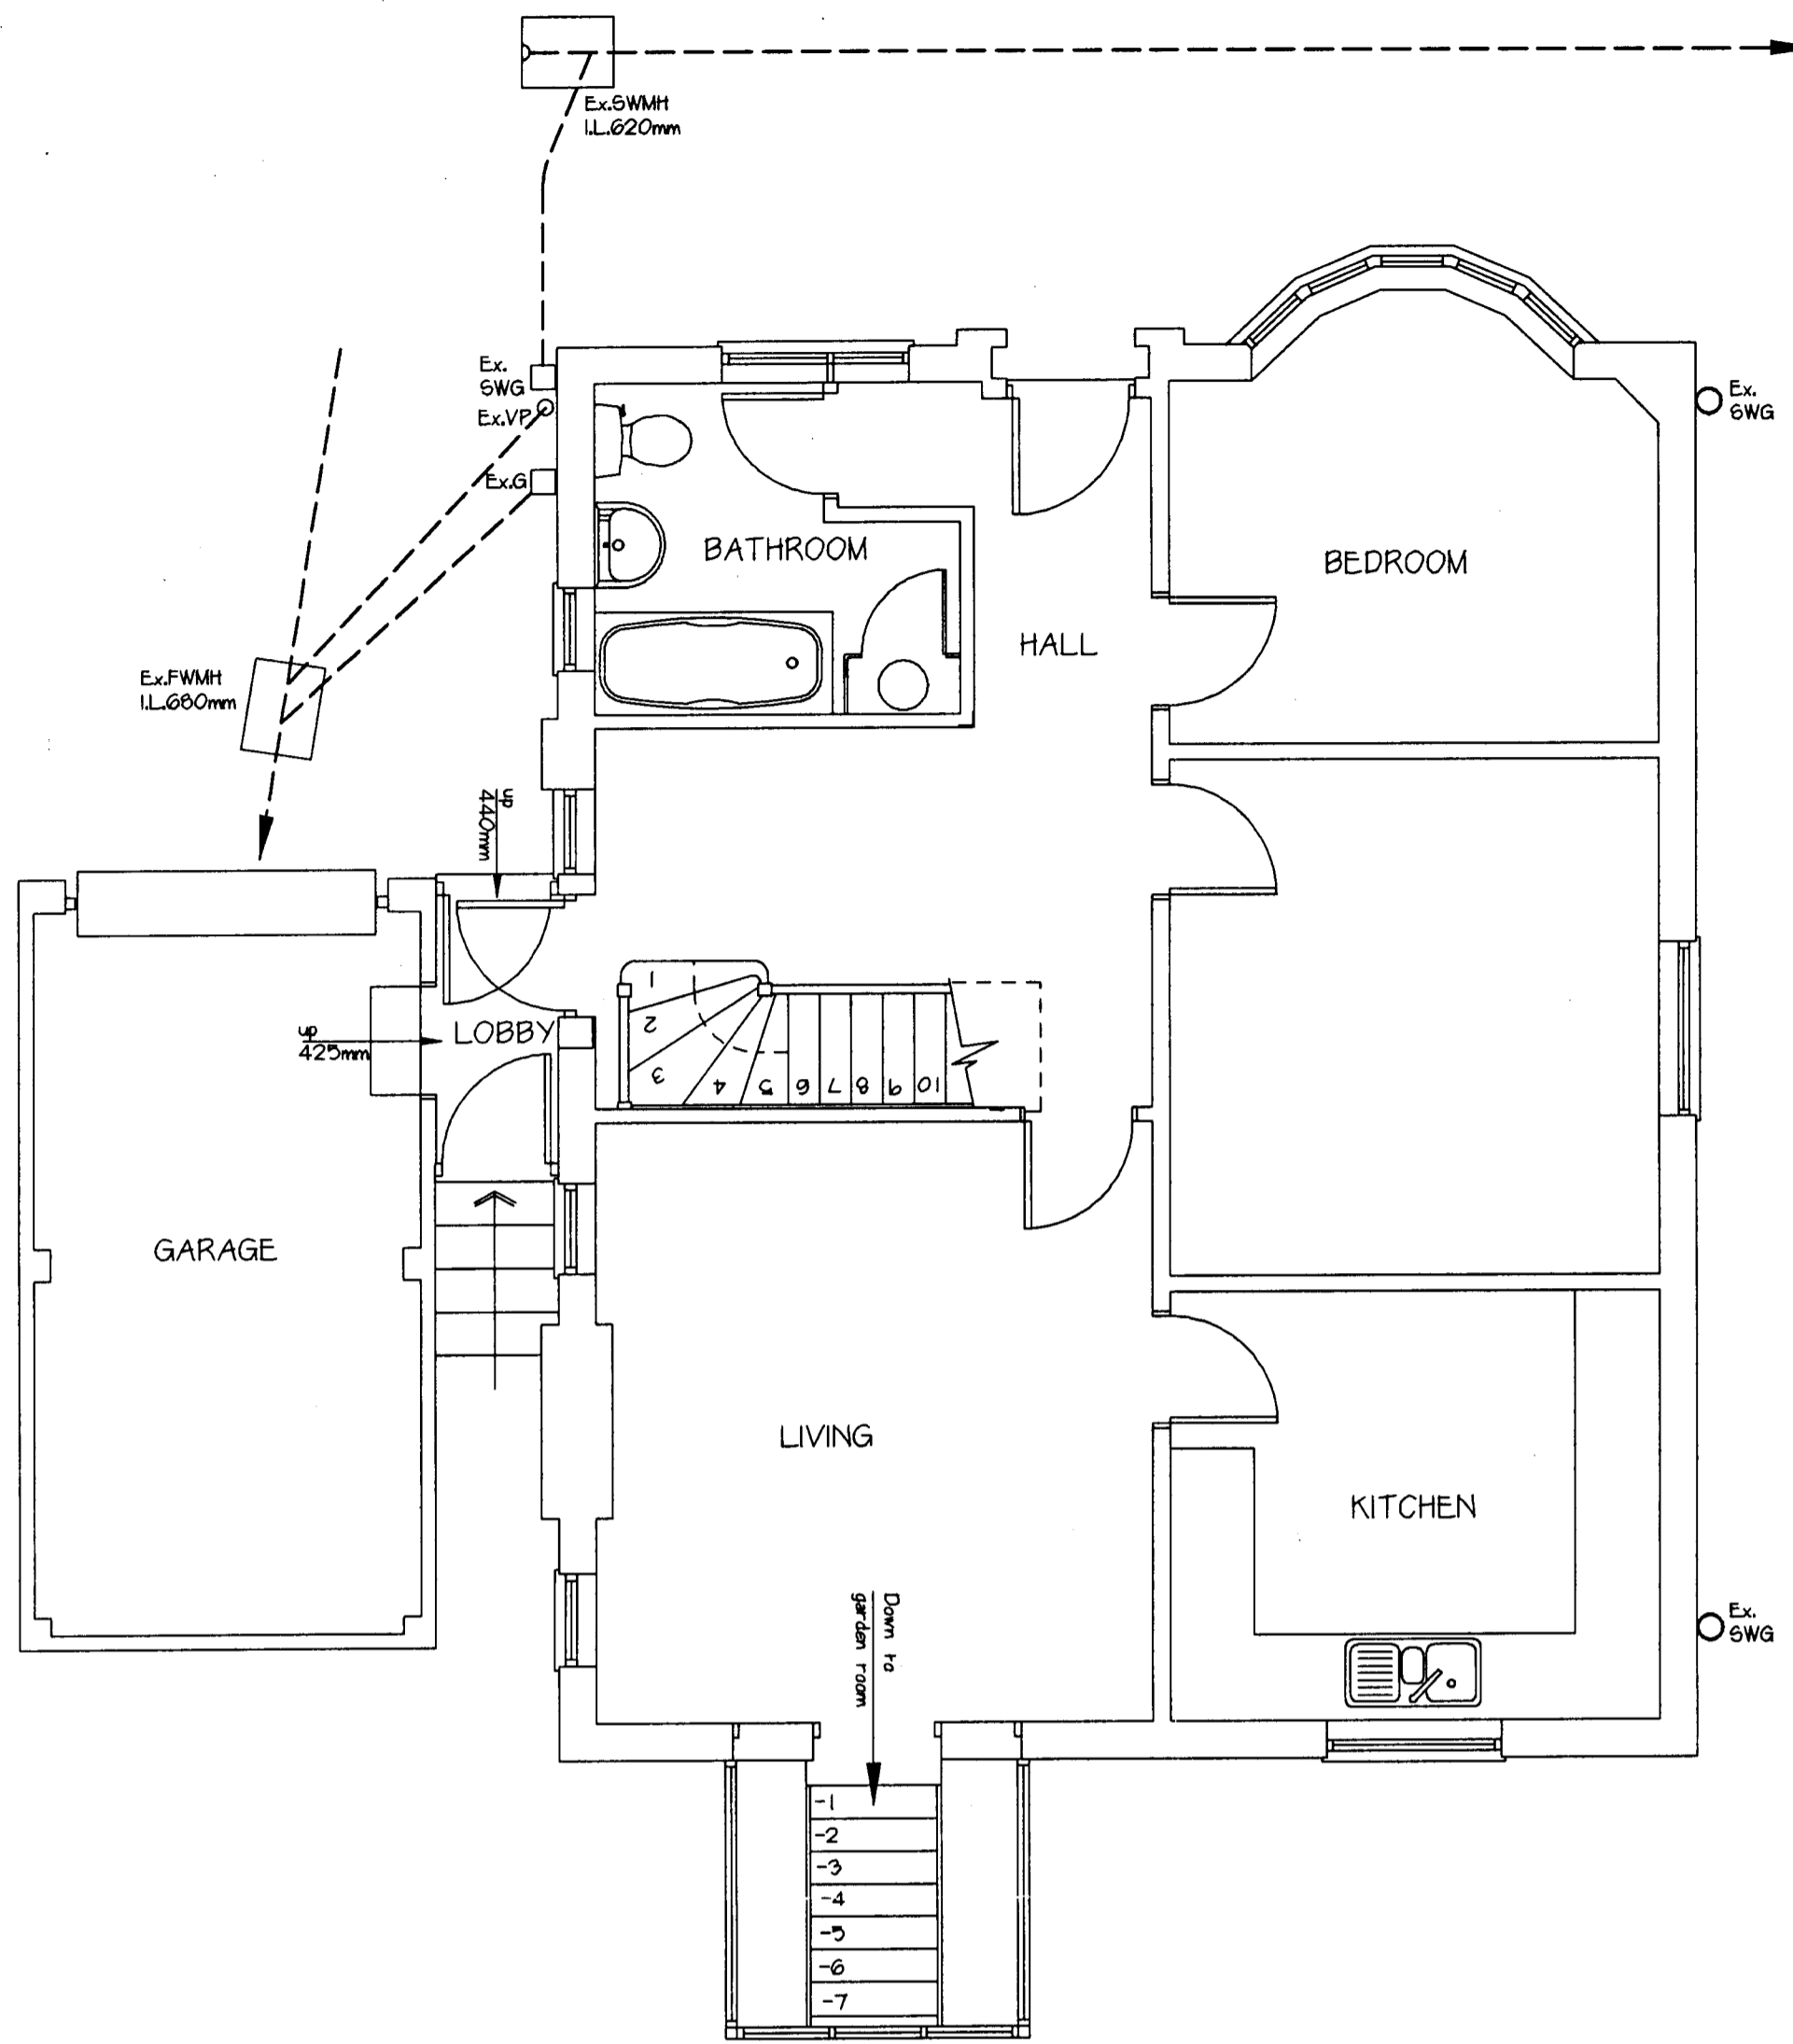 Ex.SWMH
I.L.620mm
Ex.
SWG
Ex.VP
Ex.G
Ex.
SWG
BATHROOM
BEDROOM
HALL
Ex.FWMH
I.L.680mm
up
440mm
LOBBY
up
425mm
1
2
3
4
5
6
7
8
9
10
GARAGE
LIVING
KITCHEN
Down to
garden room
Ex.
SWG
-1
-2
-3
-4
-5
-6
-7